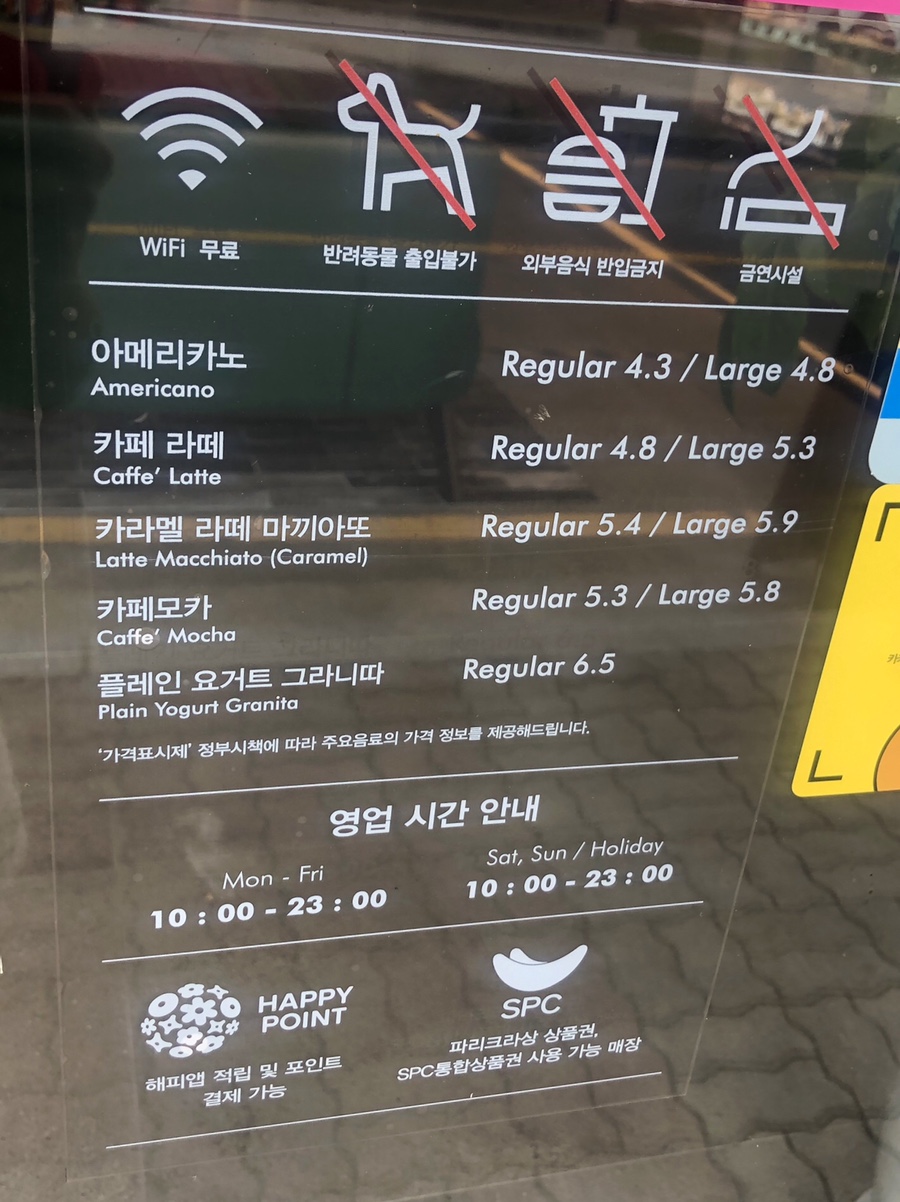 WiFi 무료
반려동물 출입불가
외부음식 반입금지
금연시설
아메리카노
Americano
Regular 4.3 / Large 4.8
카페 라떼
Caffe' Latte
Regular 4.8 / Large 5.3
카라멜 라떼 마끼아또
Latte Macchiato (Caramel)
Regular 5.4 / Large 5.9
카페모카
Caffe' Mocha
Regular 5.3 / Large 5.8
플레인 요거트 그라니따
Plain Yogurt Granita
Regular 6.5
'가격표시제' 정부시책에 따라 주요음료의 가격 정보를 제공해드립니다.
영업 시간 안내
Mon - Fri
10 : 00 - 23 : 00
Sat, Sun / Holiday
10 : 00 - 23 : 00
HAPPY
POINT
해피앱 적립 및 포인트
결제 가능
SPC
파리크라상 상품권,
SPC통합상품권 사용 가능 매장